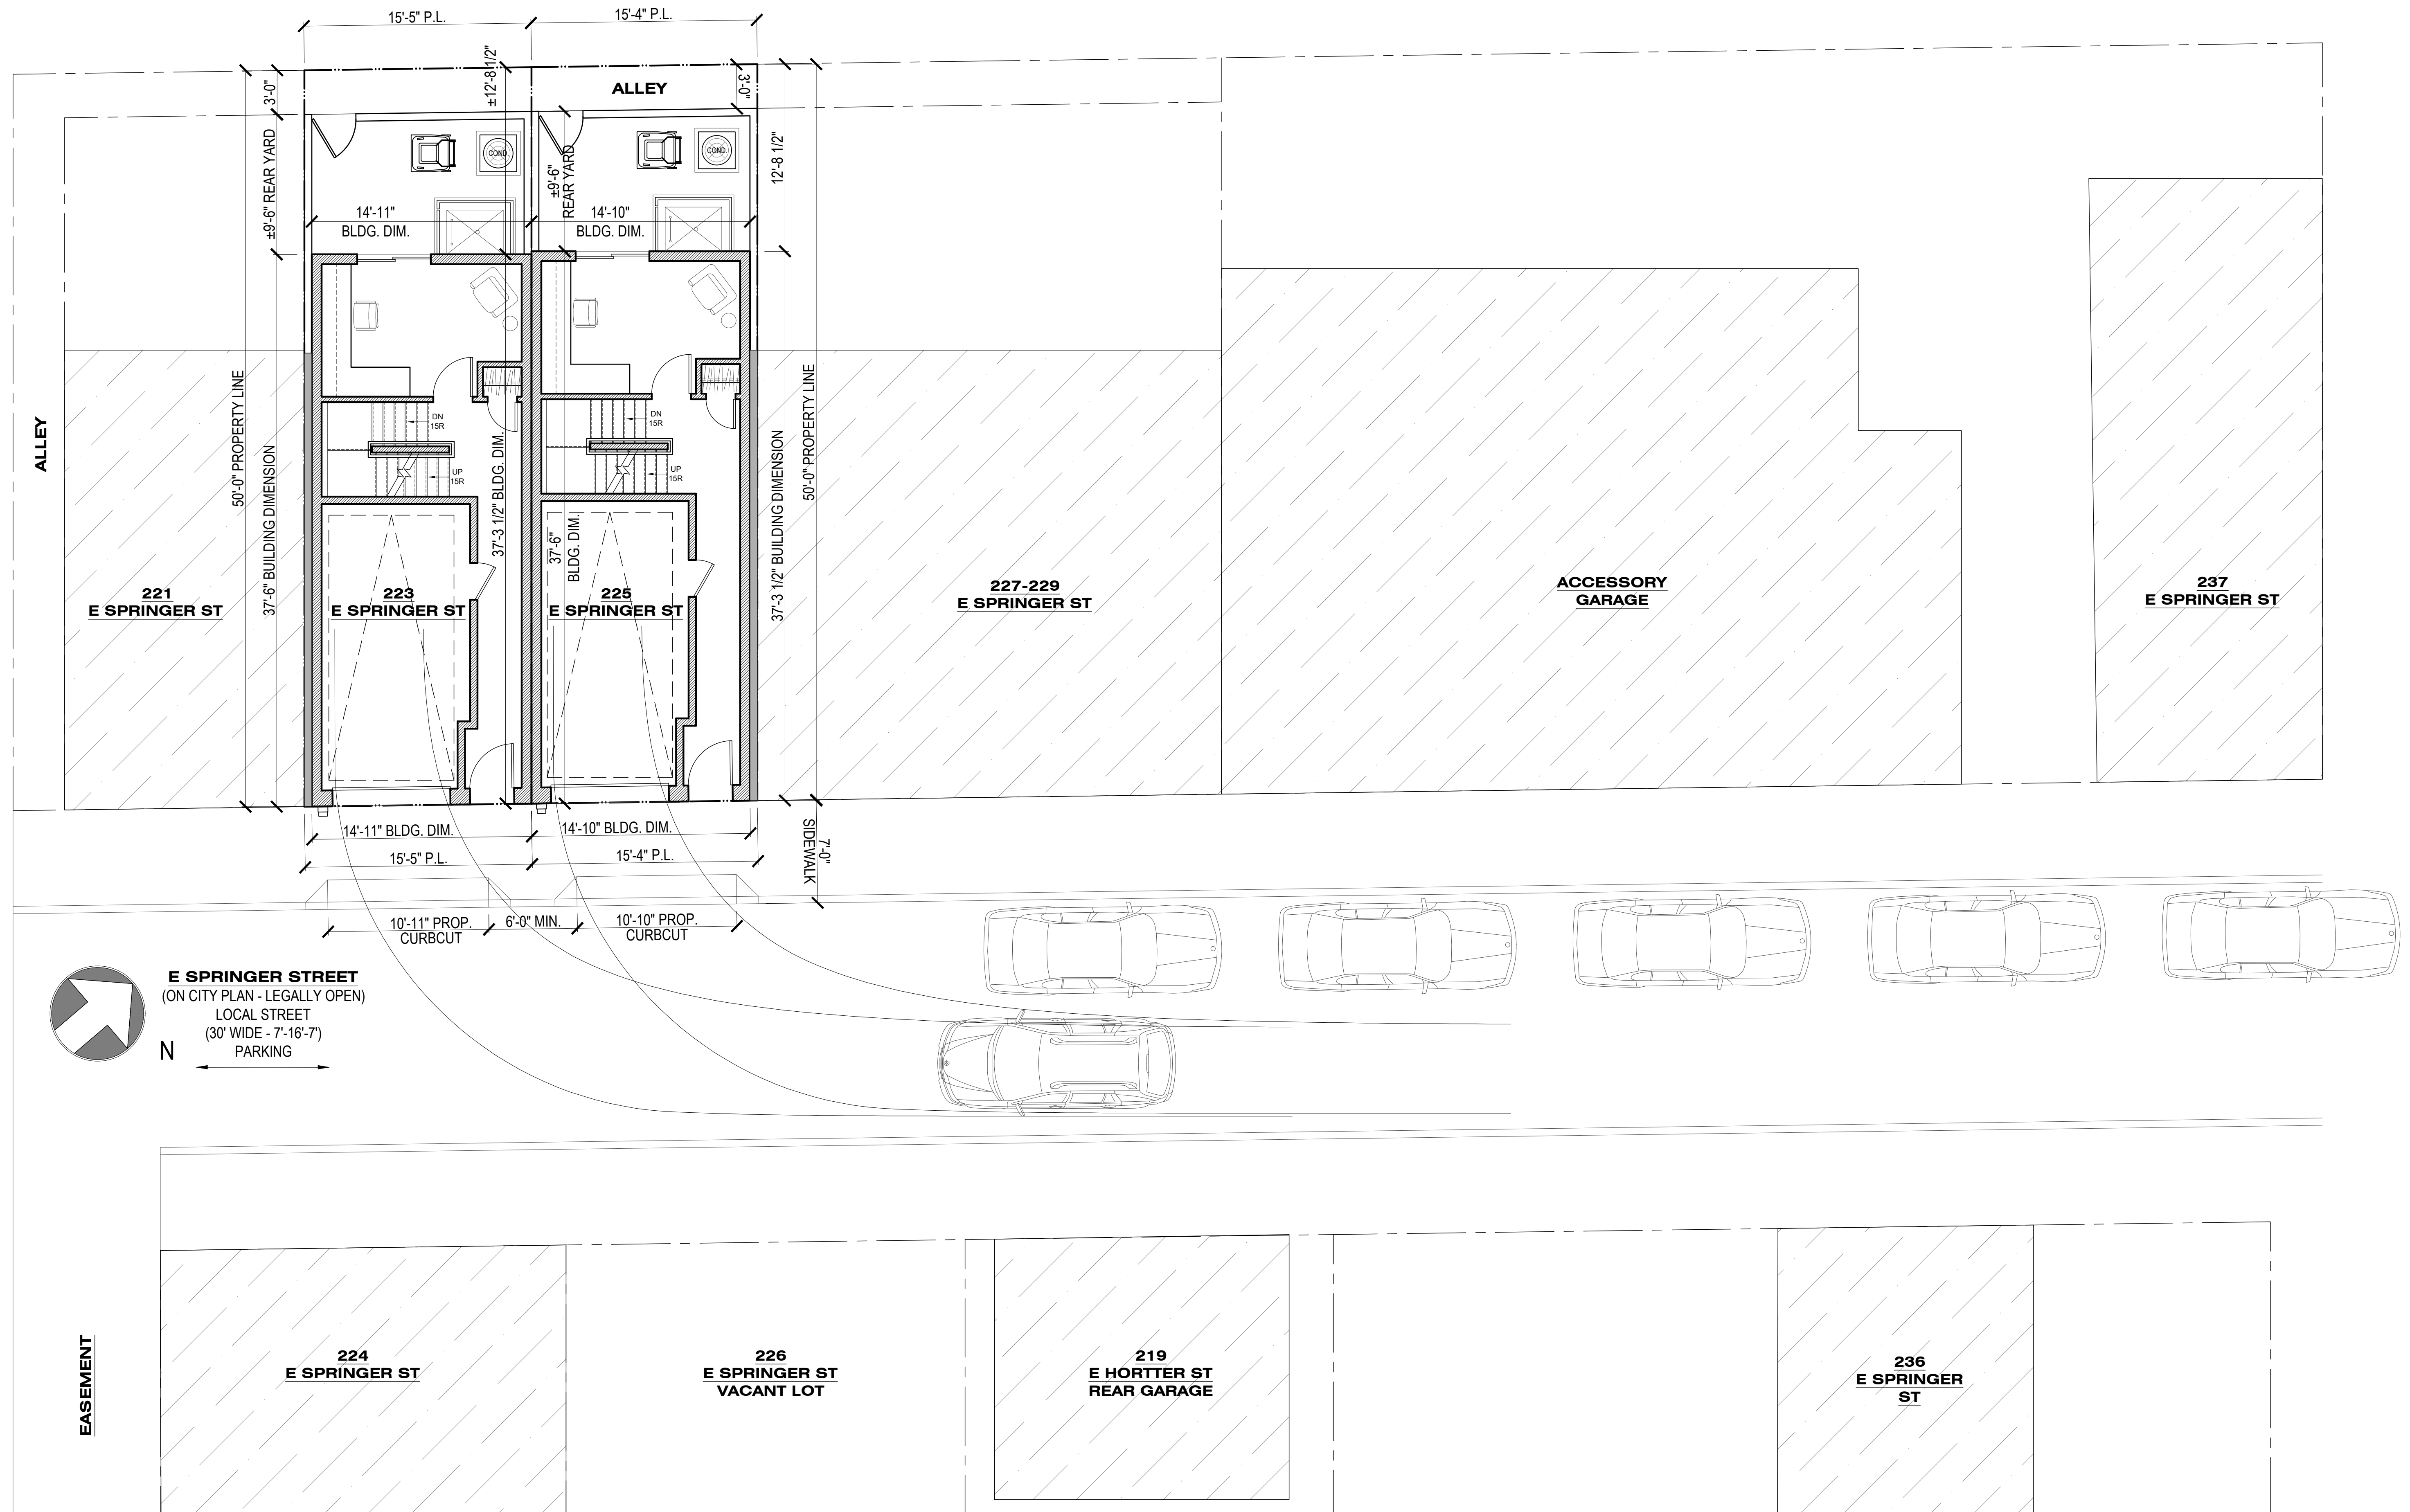 15'-5" P.L.
15'-4" P.L.
3'-0"
±12'-8 1/2"
ALLEY
3'-0"
±9'-6" REAR YARD
COND.
±9'-6"
REAR YARD
COND.
12'-8 1/2"
14'-11"
BLDG. DIM.
14'-10"
BLDG. DIM.
ALLEY
50'-0" PROPERTY LINE
37'-6" BUILDING DIMENSION
DN
15R
UP
15R
37'-3 1/2" BLDG. DIM.
DN
15R
UP
15R
37'-6"
BLDG. DIM.
37'-3 1/2" BUILDING DIMENSION
50'-0" PROPERTY LINE
221
E SPRINGER ST
223
E SPRINGER ST
225
E SPRINGER ST
227-229
E SPRINGER ST
ACCESSORY
GARAGE
237
E SPRINGER ST
14'-11" BLDG. DIM.
14'-10" BLDG. DIM.
15'-5" P.L.
15'-4" P.L.
7'-0"
SIDEWALK
10'-11" PROP.
CURBCUT
6'-0" MIN.
10'-10" PROP.
CURBCUT
N
E SPRINGER STREET
(ON CITY PLAN - LEGALLY OPEN)
LOCAL STREET
(30' WIDE - 7'-16'-7')
PARKING
EASEMENT
224
E SPRINGER ST
226
E SPRINGER ST
VACANT LOT
219
E HORTTER ST
REAR GARAGE
236
E SPRINGER
ST